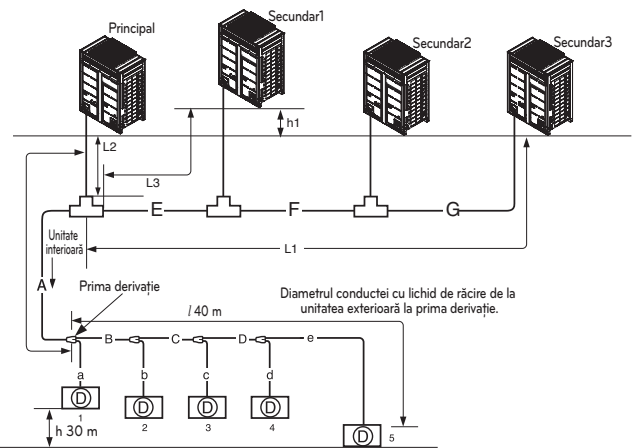 Principal
Secundar1
Secundar2
Secundar3
h1
L2
L3
E
F
G
Unitate
interioară
L1
A
Prima derivație
Diametrul conductei cu lichid de răcire de la
unitatea exterioară la prima derivație.
l 40 m
B
C
D
e
a
b
c
d
D
D
D
D
1
2
3
4
h 30 m
D
5